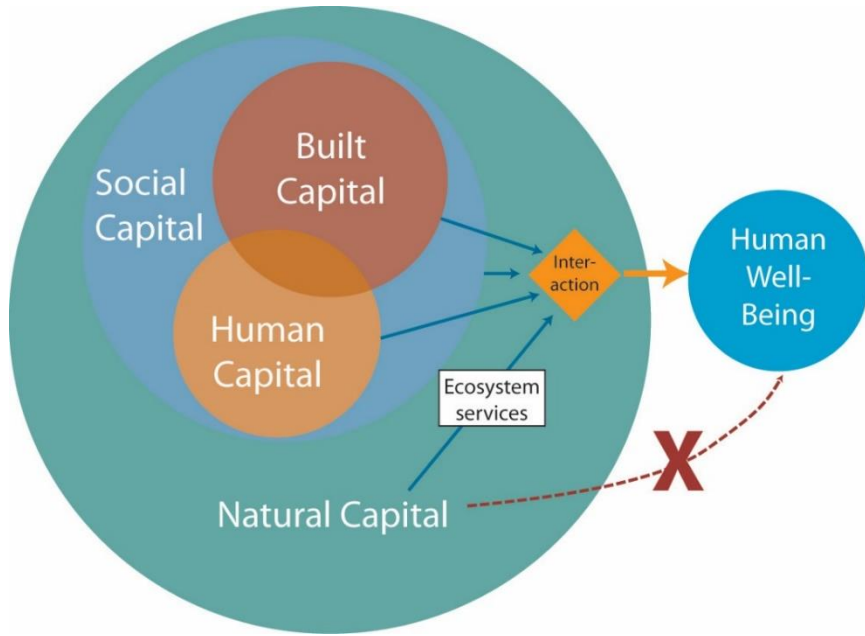 Built
Capital
Social
Capital
Human
Capital
Inter-
action
Human
Well-
Being
Ecosystem
services
X
Natural Capital